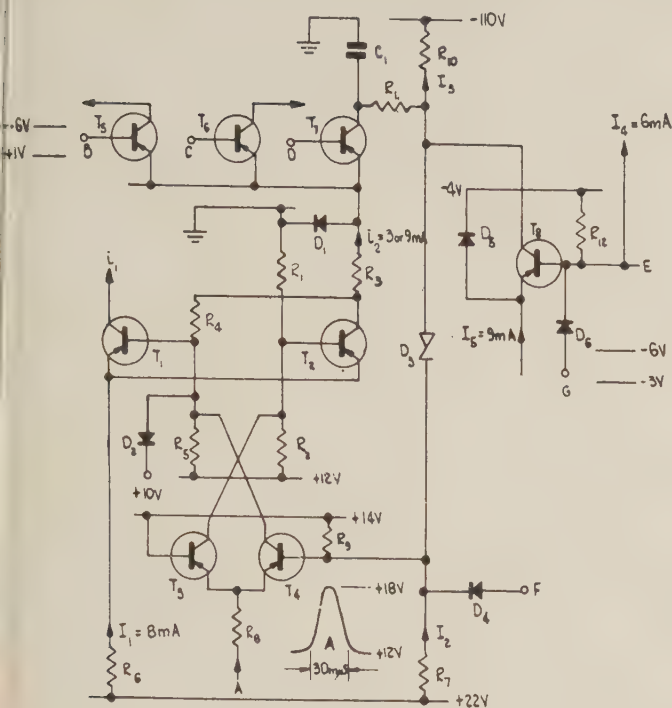 -110V
C₁
R₁₀
R₁
I₃
-6V
+1V
T₅
B
T₆
C
T₇
D
I₄ = 6mA
-4V
D₅
T₈
R₁₂
E
D₁
i₂ = 3 or 9mA
i₁
R₁
R₃
R₄
I₅ = 9mA
D₆
-6V
-3V
G
T₁
T₂
D₃
D₂
R₅
R₂
+10V
+12V
+14V
R₉
T₃
T₄
+18V
D₄
F
R₈
A
+12V
I₂
I₁ = 8mA
30mμS
R₆
A
R₇
+22V